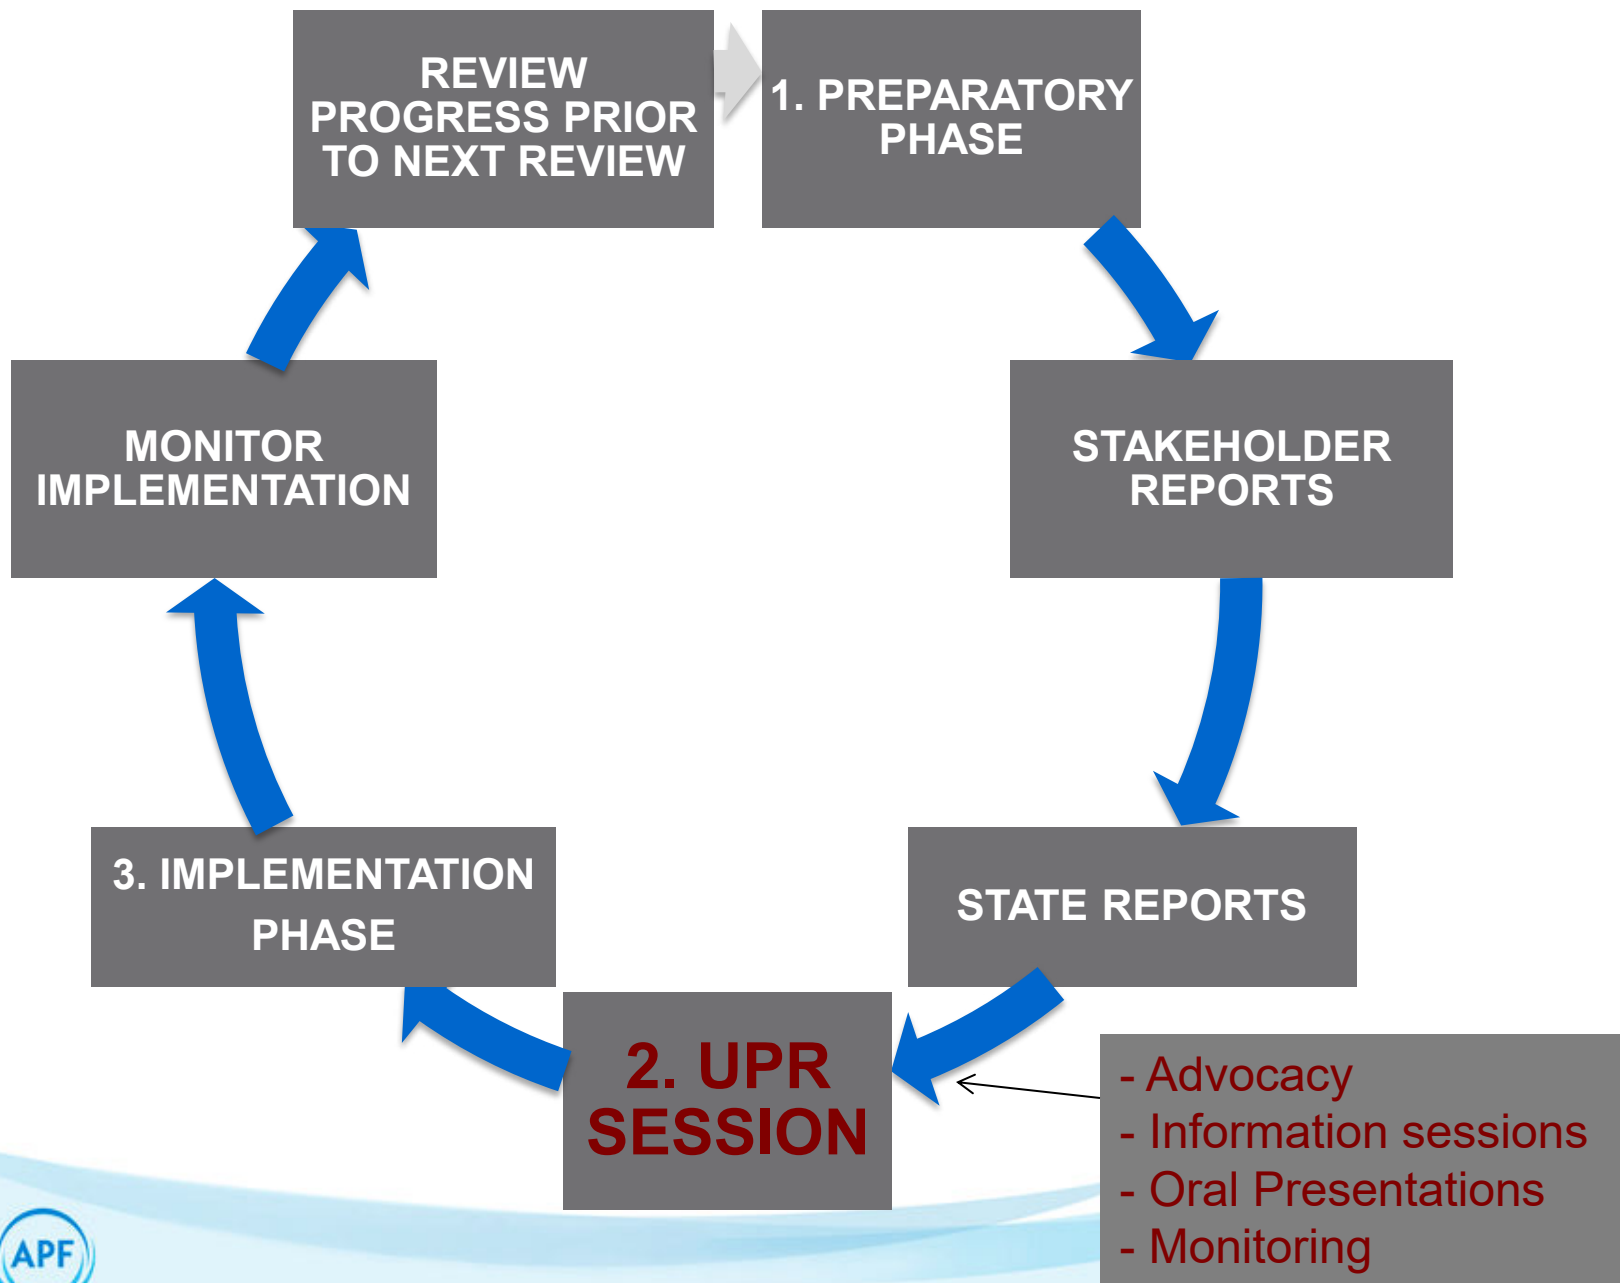 REVIEW
PROGRESS PRIOR
TO NEXT REVIEW
1. PREPARATORY
PHASE
STAKEHOLDER
REPORTS
STATE REPORTS
2. UPR
SESSION
- Advocacy
- Information sessions
- Oral Presentations
- Monitoring
3. IMPLEMENTATION
PHASE
MONITOR
IMPLEMENTATION
APF